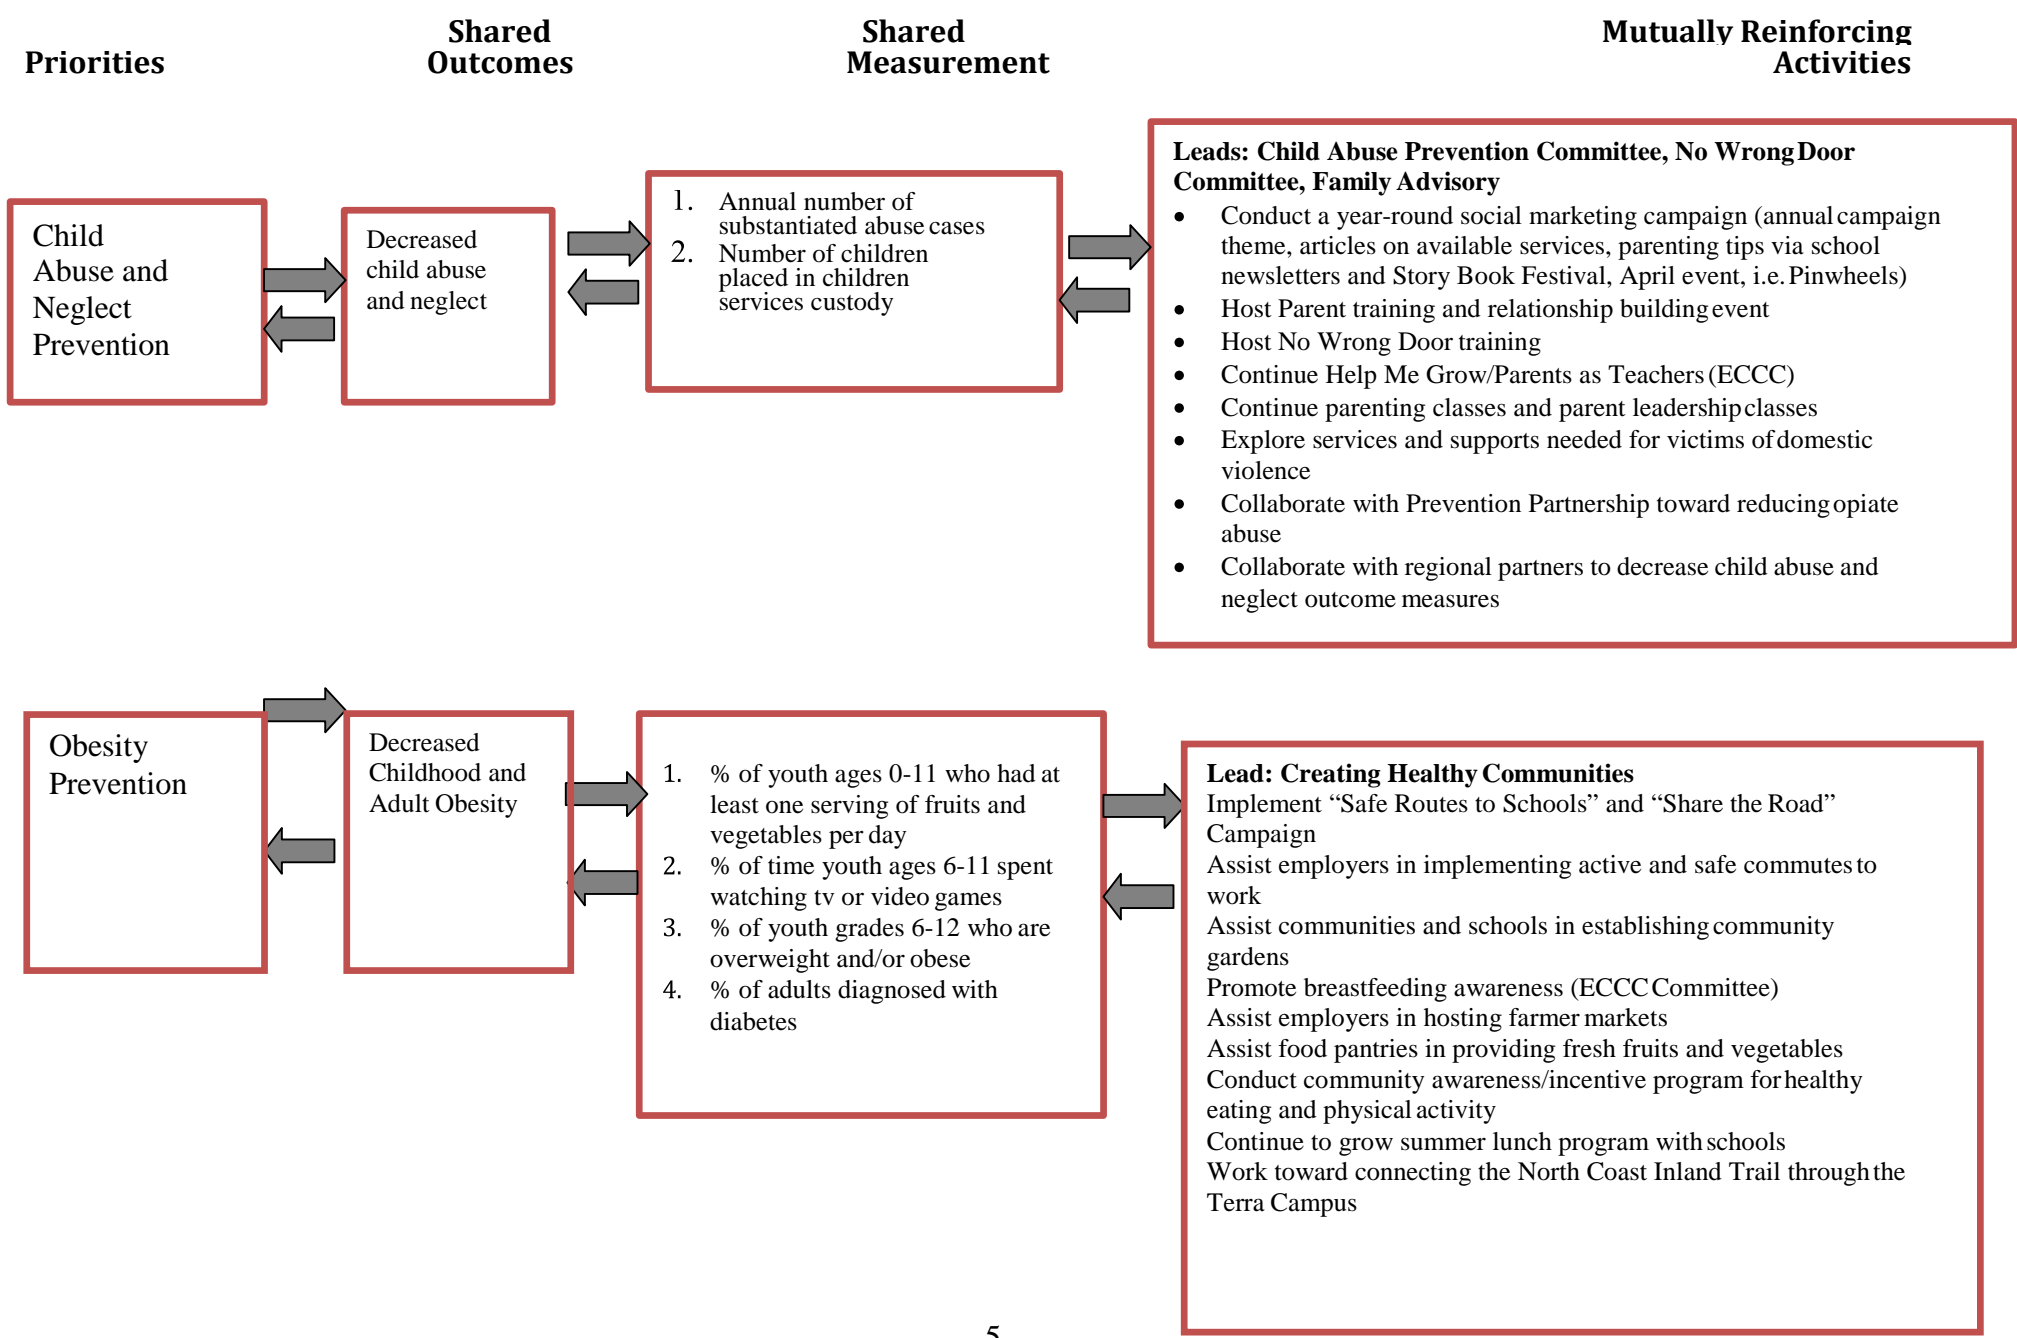 Priorities
Shared
Outcomes
Shared
Measurement
Mutually Reinforcing
Activities
Child
Abuse and
Neglect
Prevention
Decreased
child abuse
and neglect
1. Annual number of
substantiated abuse cases
2. Number of children
placed in children
services custody
Leads: Child Abuse Prevention Committee, No Wrong Door
Committee, Family Advisory
• Conduct a year-round social marketing campaign (annual campaign
theme, articles on available services, parenting tips via school
newsletters and Story Book Festival, April event, i.e. Pinwheels)
• Host Parent training and relationship building event
• Host No Wrong Door training
• Continue Help Me Grow/Parents as Teachers (ECCC)
• Continue parenting classes and parent leadership classes
• Explore services and supports needed for victims of domestic
violence
• Collaborate with Prevention Partnership toward reducing opiate
abuse
• Collaborate with regional partners to decrease child abuse and
neglect outcome measures
Obesity
Prevention
Decreased
Childhood and
Adult Obesity
1. % of youth ages 0-11 who had at
least one serving of fruits and
vegetables per day
2. % of time youth ages 6-11 spent
watching tv or video games
3. % of youth grades 6-12 who are
overweight and/or obese
4. % of adults diagnosed with
diabetes
Lead: Creating Healthy Communities
Implement “Safe Routes to Schools” and “Share the Road”
Campaign
Assist employers in implementing active and safe commutes to
work
Assist communities and schools in establishing community
gardens
Promote breastfeeding awareness (ECCC Committee)
Assist employers in hosting farmer markets
Assist food pantries in providing fresh fruits and vegetables
Conduct community awareness/incentive program for healthy
eating and physical activity
Continue to grow summer lunch program with schools
Work toward connecting the North Coast Inland Trail through the
Terra Campus
5